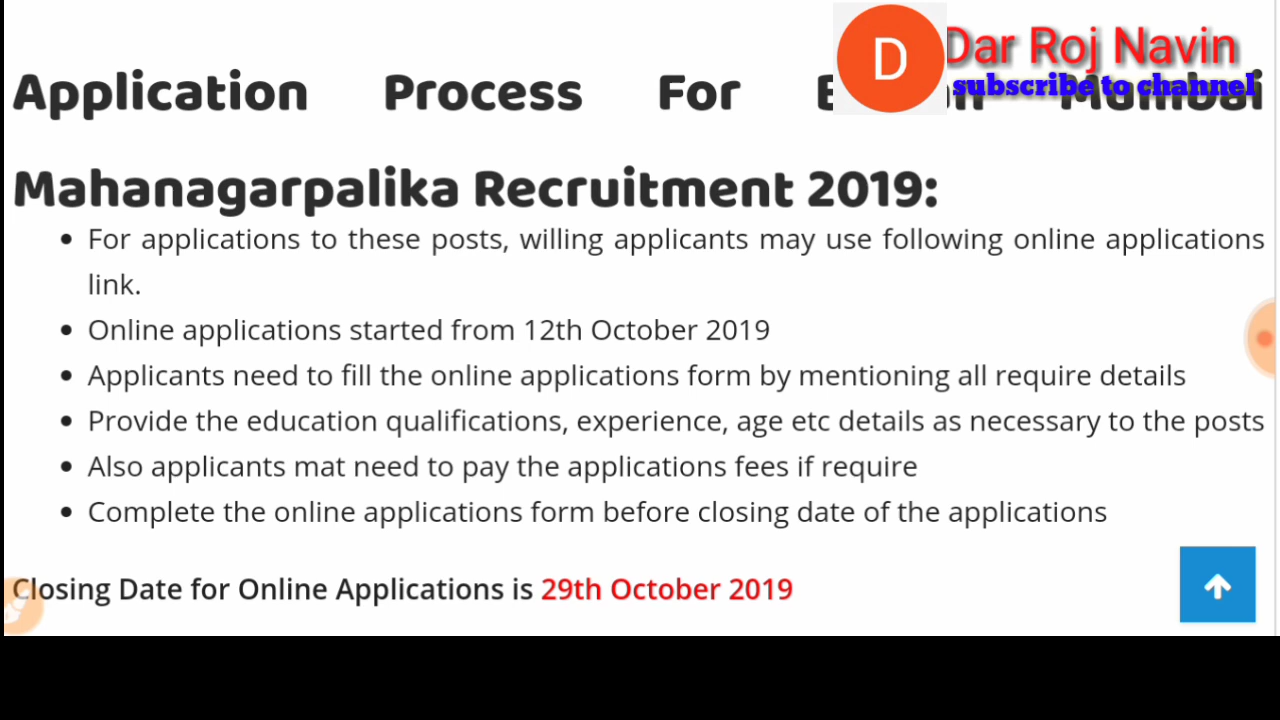 D Dar Roj Navin
subscribe to channel
Application Process For Mumbai
Mahanagarpalika Recruitment 2019:
• For applications to these posts, willing applicants may use following online applications
link.
• Online applications started from 12th October 2019
• Applicants need to fill the online applications form by mentioning all require details
• Provide the education qualifications, experience, age etc details as necessary to the posts
• Also applicants mat need to pay the applications fees if require
• Complete the online applications form before closing date of the applications
Closing Date for Online Applications is 29th October 2019